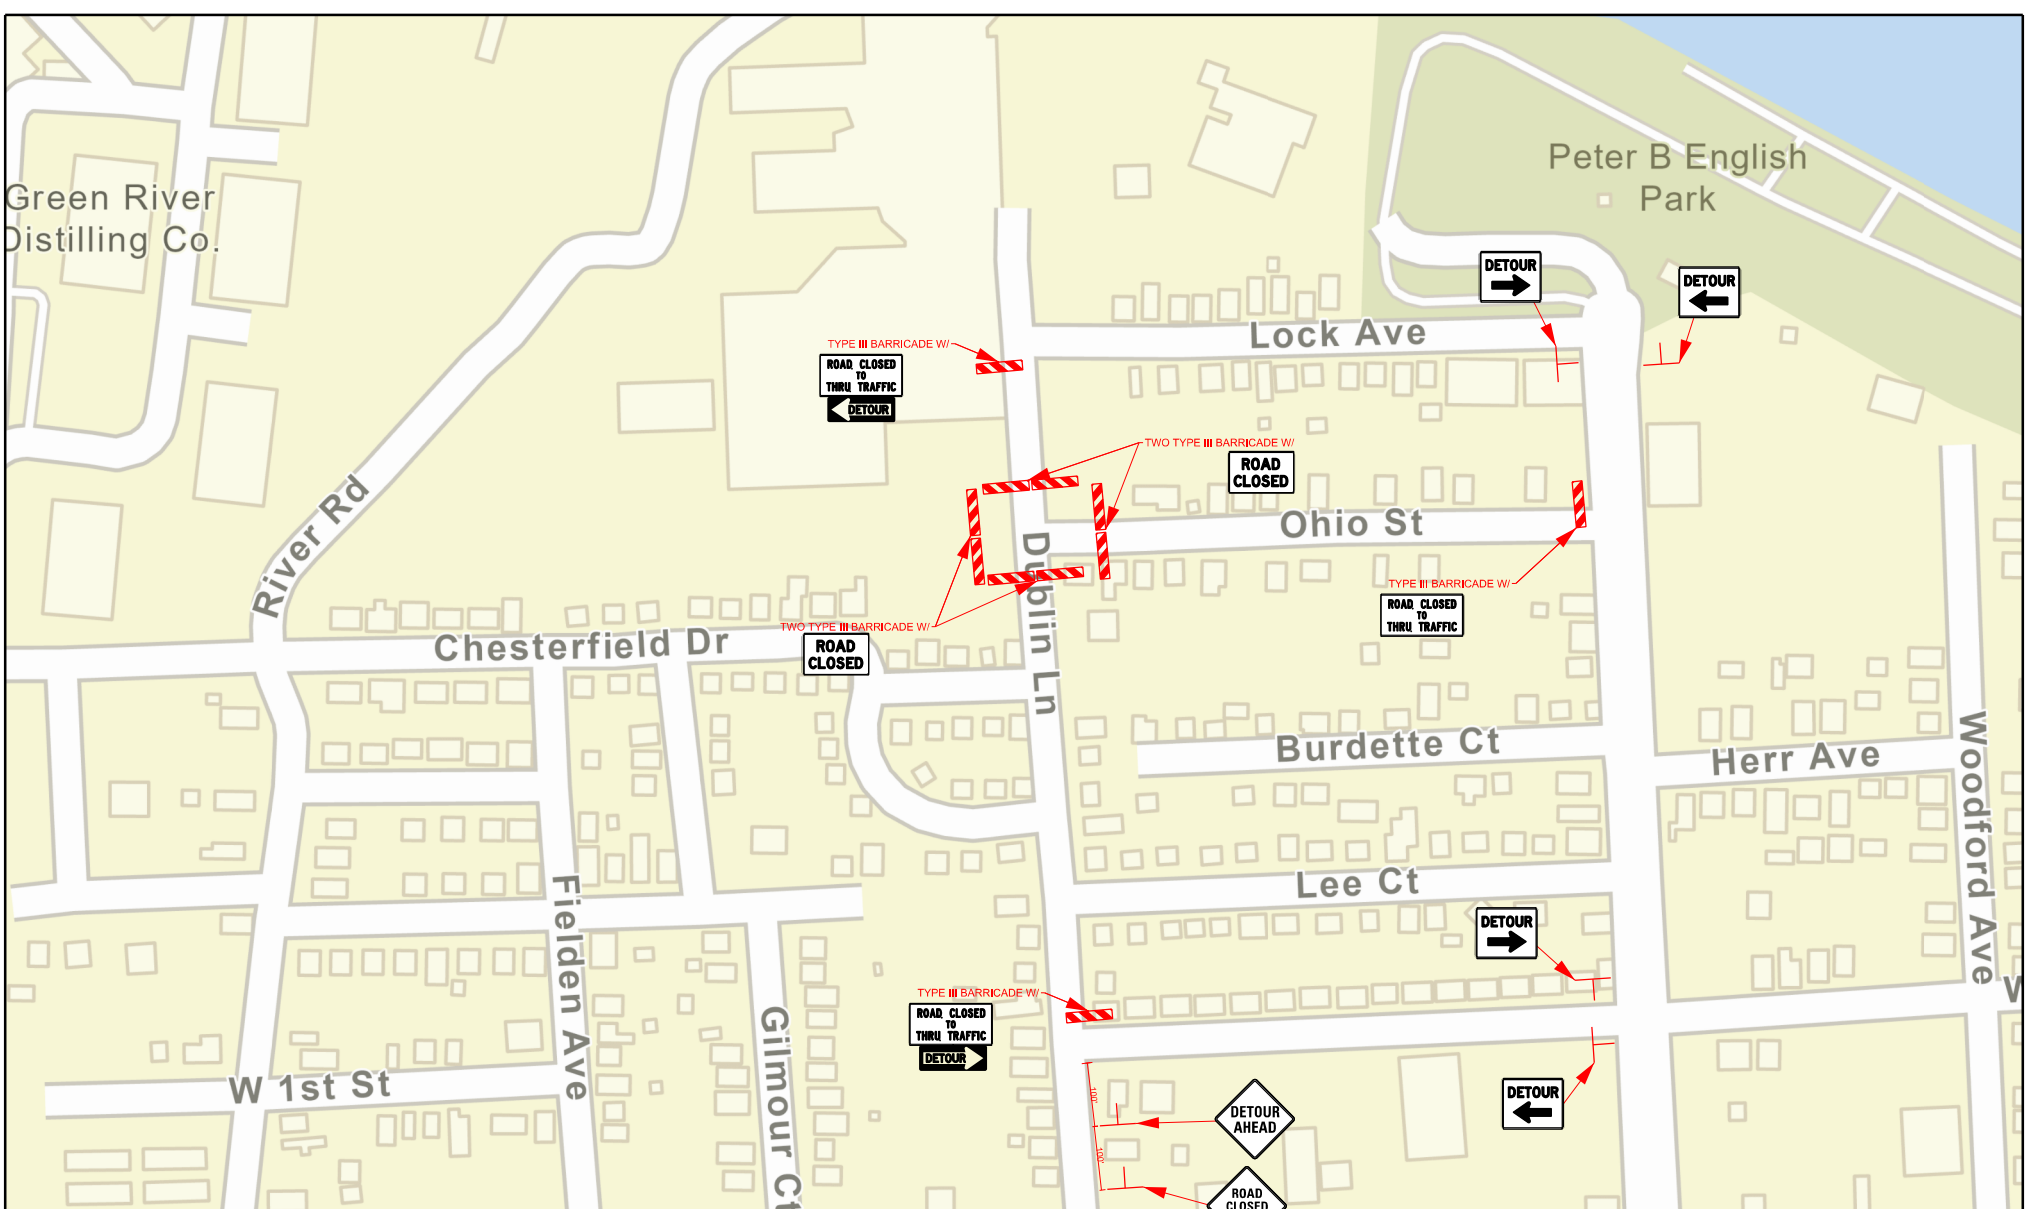 Green River
Distilling Co.
Peter B English
Park
DETOUR
DETOUR
Lock Ave
TYPE III BARRICADE W/
ROAD CLOSED
TO
THRU TRAFFIC
DETOUR
TWO TYPE III BARRICADE W/
ROAD
CLOSED
Ohio St
River Rd
Dublin Ln
TYPE III BARRICADE W/
ROAD CLOSED
TO
THRU TRAFFIC
TWO TYPE III BARRICADE W/
ROAD
CLOSED
Chesterfield Dr
Burdette Ct
Herr Ave
Woodford Ave
Lee Ct
Fielden Ave
DETOUR
TYPE III BARRICADE W/
ROAD CLOSED
TO
THRU TRAFFIC
DETOUR
W
Gilmour Ct
W 1st St
100'
DETOUR
AHEAD
DETOUR
100'
ROAD
CLOSED